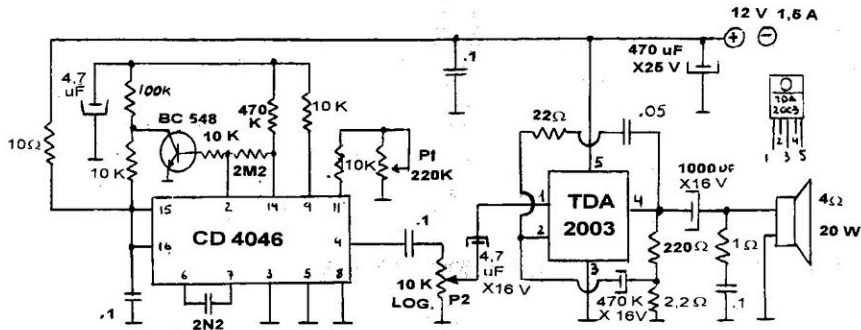 12 V 1,5 A
+ −
470 uF
X25 V
.1
4,7
uF
100k
BC 548
470
K
10 K
10 K
2M2
10Ω
10 K
10K
P1
220K
15
2
14
9
11
16
CD 4046
4
6
7
3
5
8
.1
2N2
.1
10 K
LOG.
P2
4,7
uF
X16 V
22Ω
.05
5
1
TDA
2003
4
2
3
470 K
X 16V
220Ω
2,2Ω
1000 uF
X16 V
1Ω
.1
4Ω
20 W
TDA
2003
1
2
3
4
5